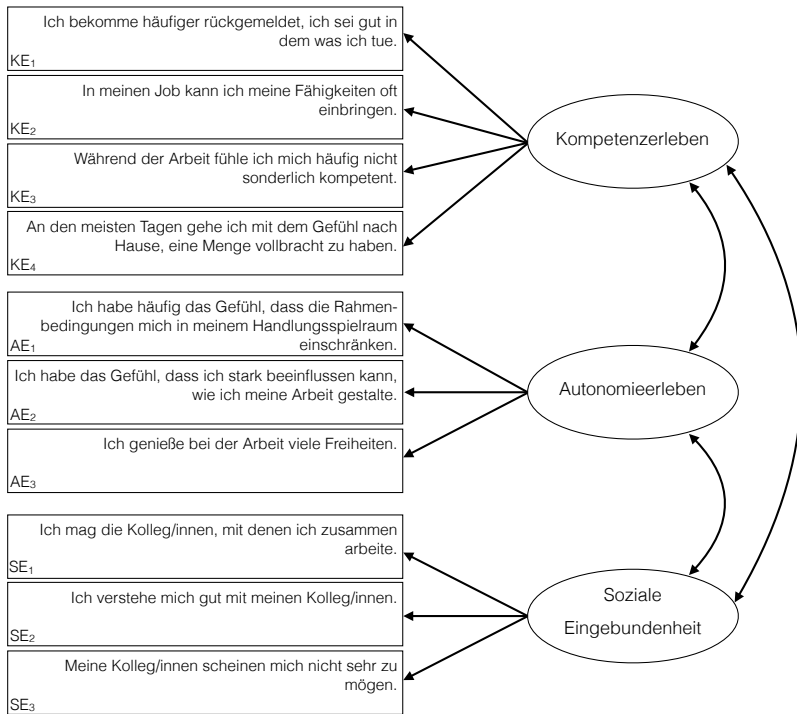 Ich bekomme häufiger rückgemeldet, ich sei gut in
dem was ich tue.
KE₁
In meinen Job kann ich meine Fähigkeiten oft
einbringen.
KE₂
Während der Arbeit fühle ich mich häufig nicht
sonderlich kompetent.
KE₃
An den meisten Tagen gehe ich mit dem Gefühl nach
Hause, eine Menge vollbracht zu haben.
KE₄
Kompetenzerleben
Ich habe häufig das Gefühl, dass die Rahmen-
bedingungen mich in meinem Handlungsspielraum
einschränken.
AE₁
Ich habe das Gefühl, dass ich stark beeinflussen kann,
wie ich meine Arbeit gestalte.
AE₂
Ich genieße bei der Arbeit viele Freiheiten.
AE₃
Autonomieerleben
Ich mag die Kolleg/innen, mit denen ich zusammen
arbeite.
SE₁
Ich verstehe mich gut mit meinen Kolleg/innen.
SE₂
Meine Kolleg/innen scheinen mich nicht sehr zu
mögen.
SE₃
Soziale
Eingebundenheit